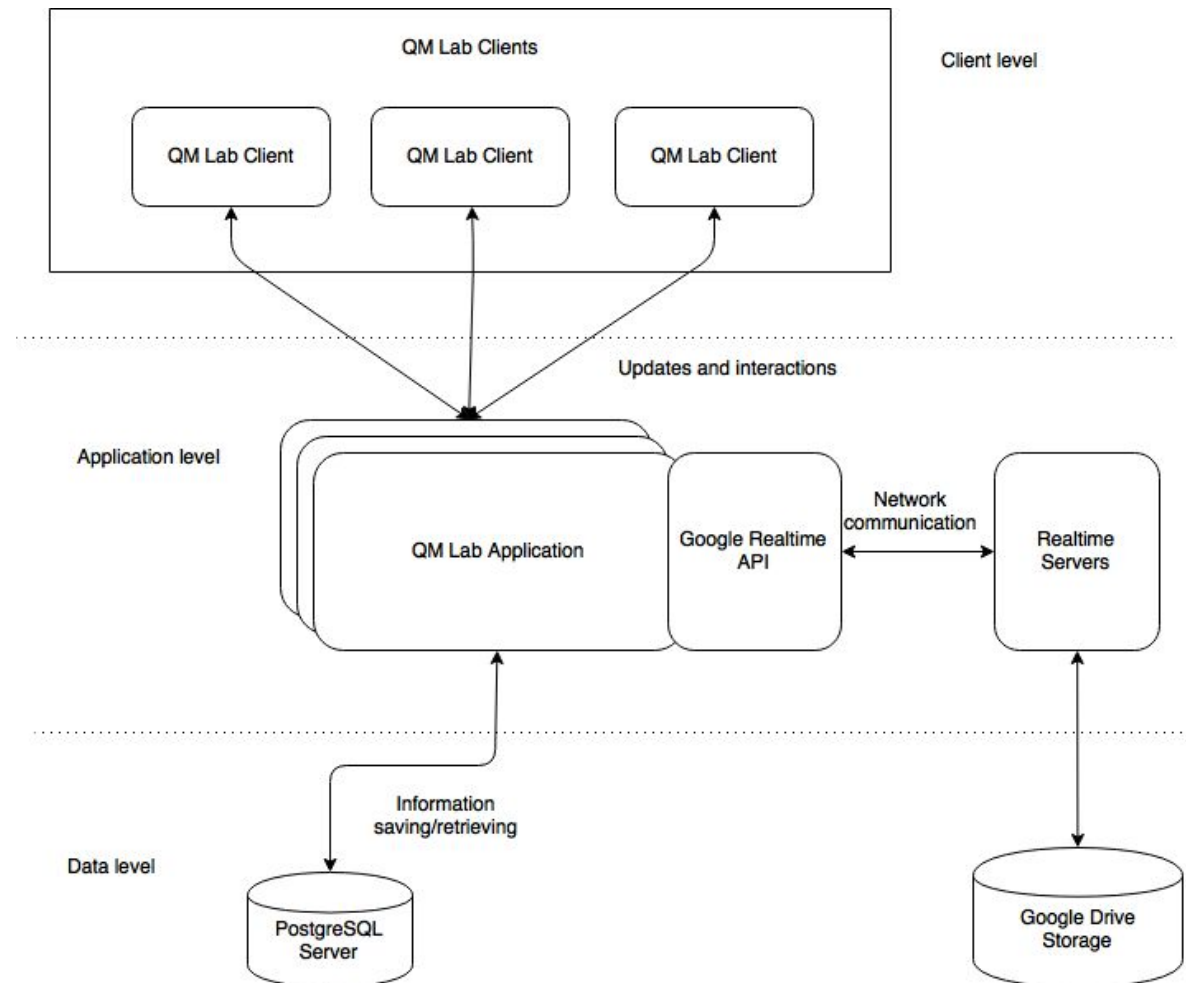 QM Lab Clients
Client level
QM Lab Client
QM Lab Client
QM Lab Client
Updates and interactions
Application level
QM Lab Application
Google Realtime
API
Network
communication
Realtime
Servers
Information
saving/retrieving
Data level
PostgreSQL
Server
Google Drive
Storage